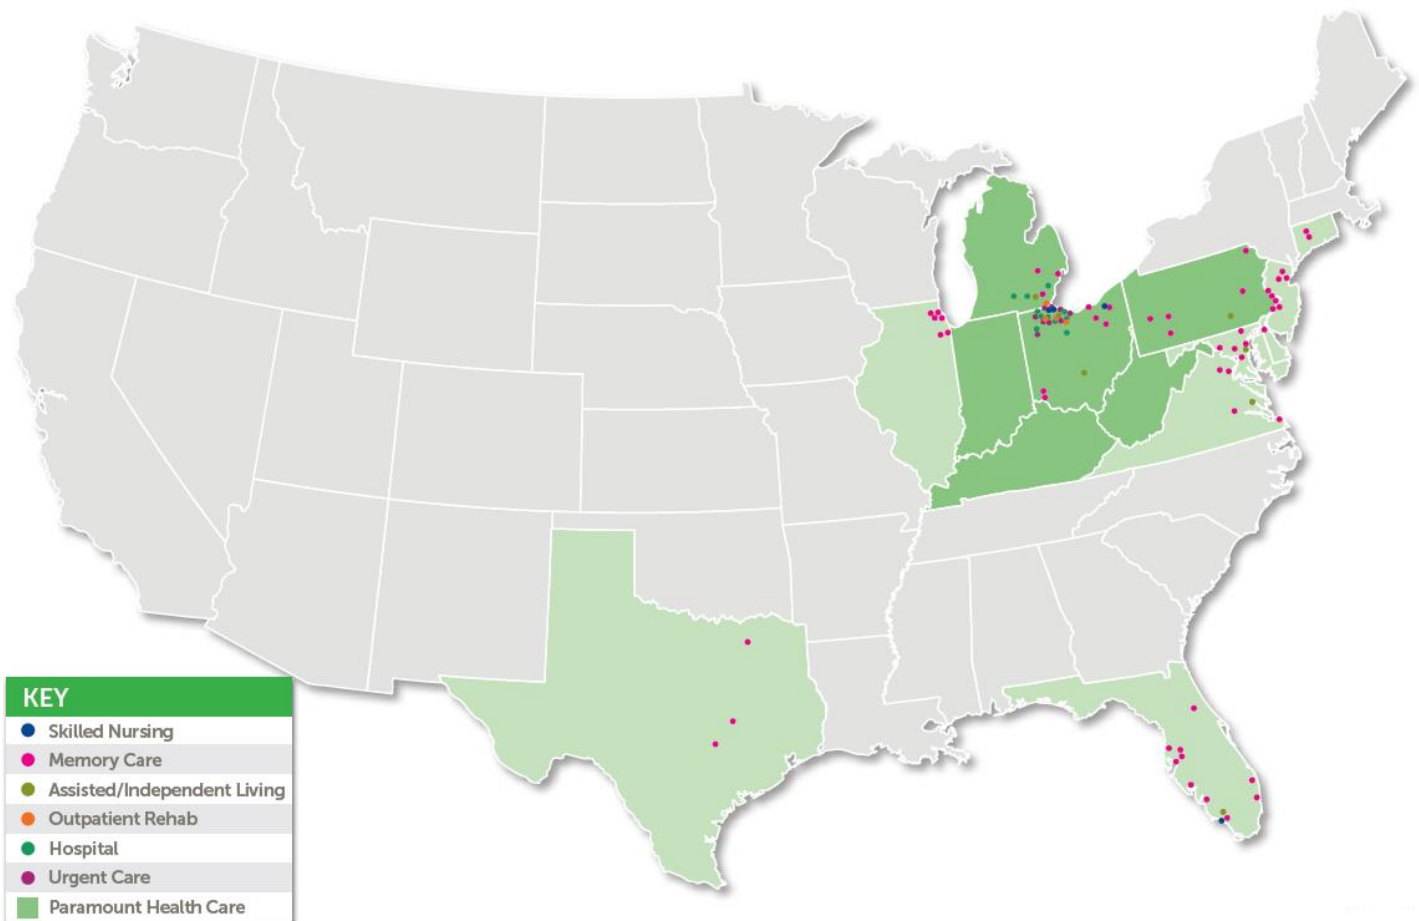 KEY
Skilled Nursing
Memory Care
Assisted/Independent Living
Outpatient Rehab
Hospital
Urgent Care
Paramount Health Care